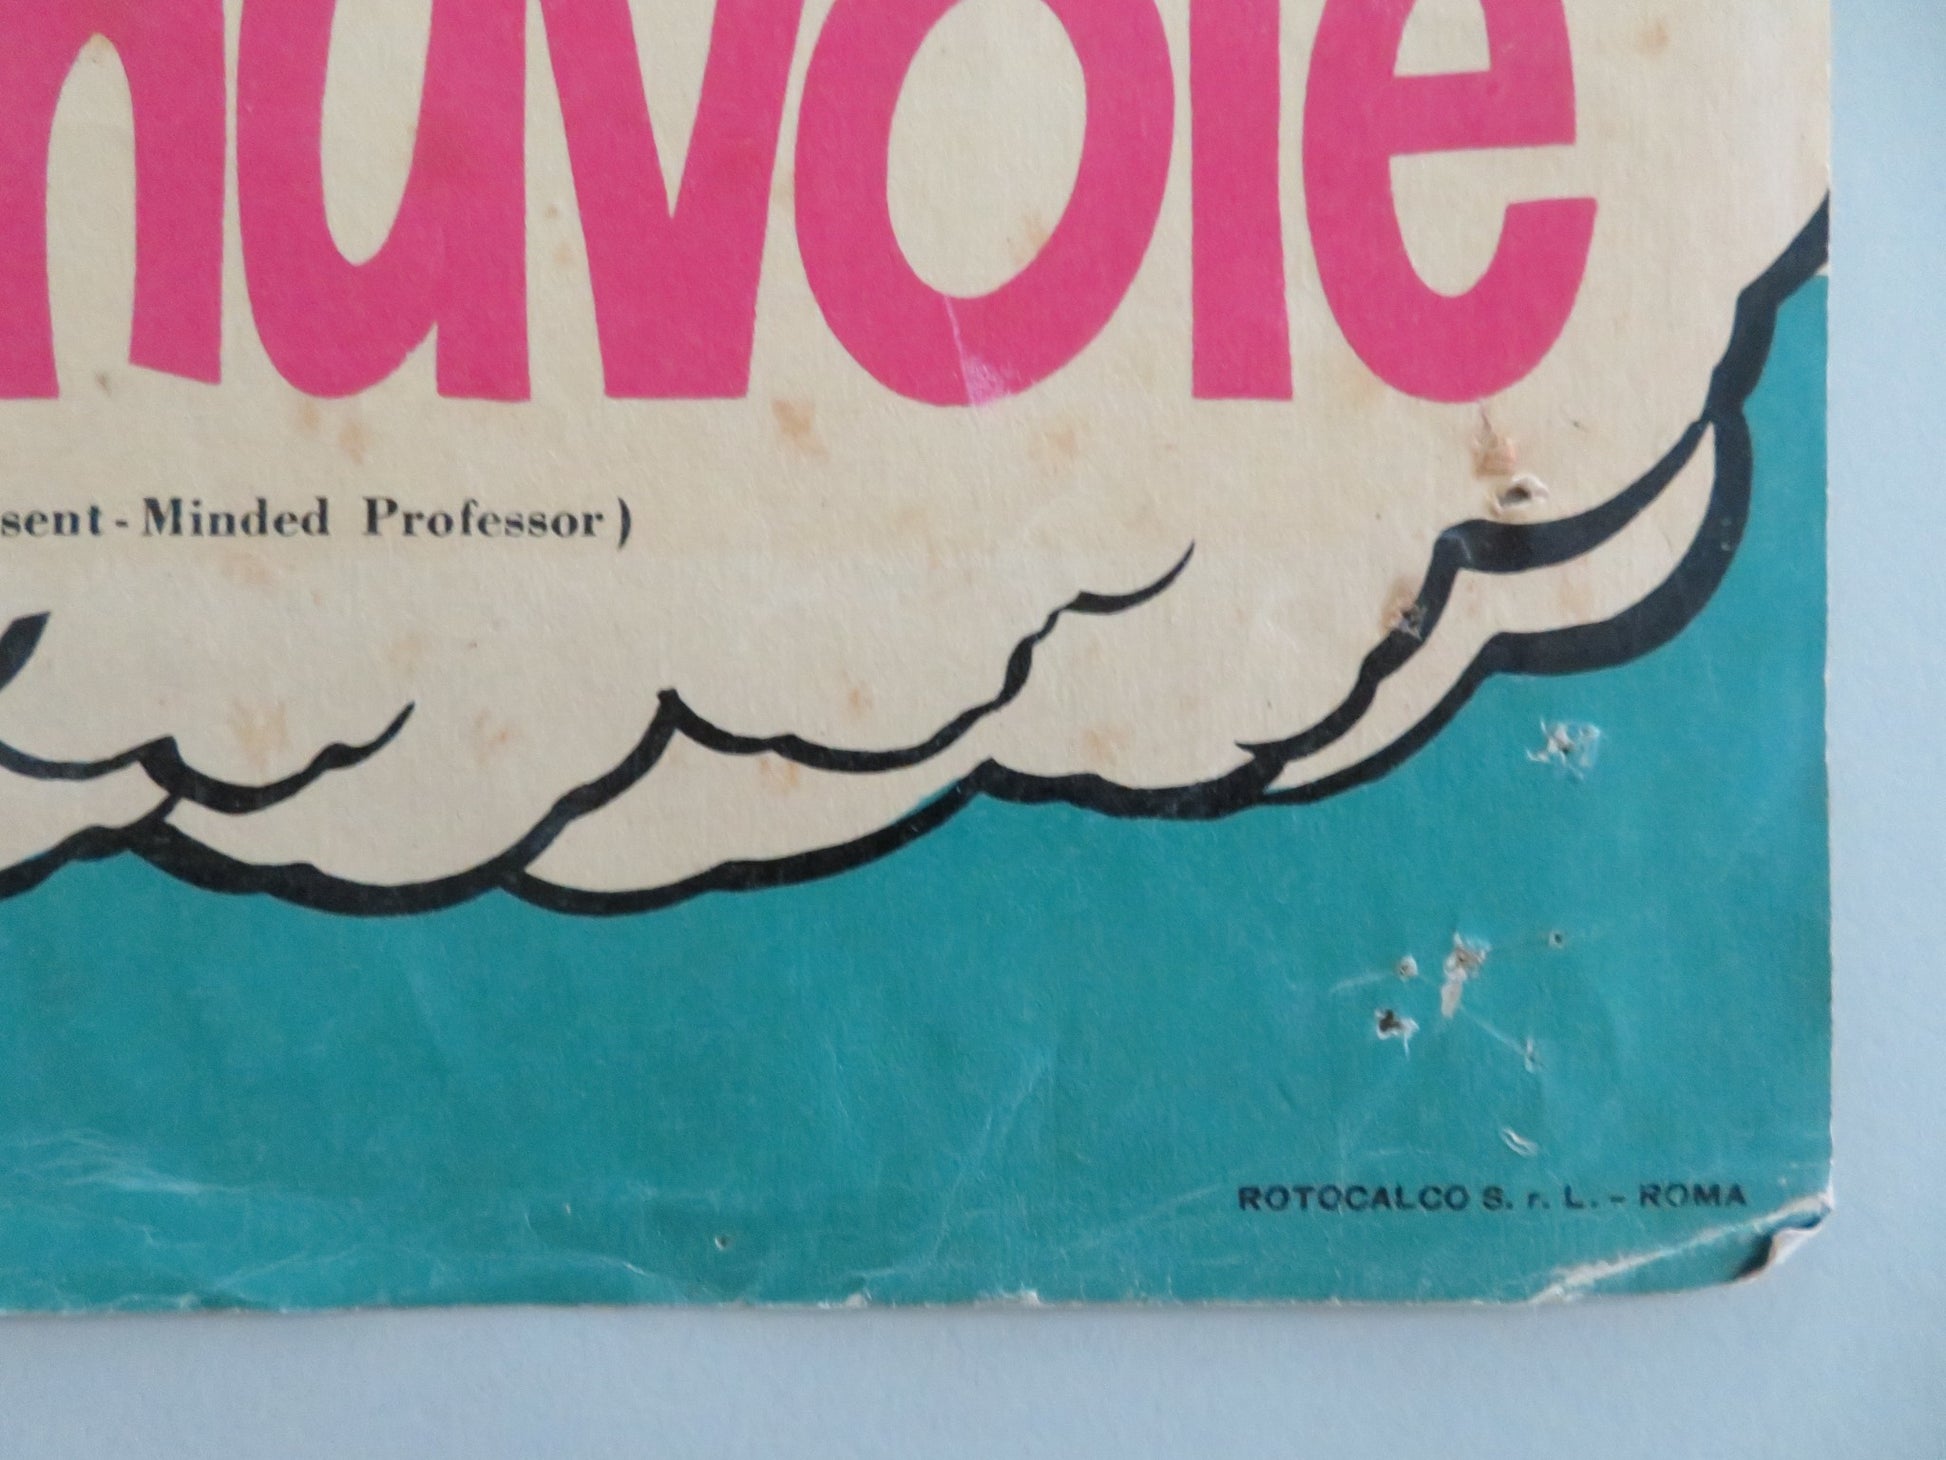 nuvole
sent-Minded Professor)
ROTOCALCO S. r. L. - ROMA